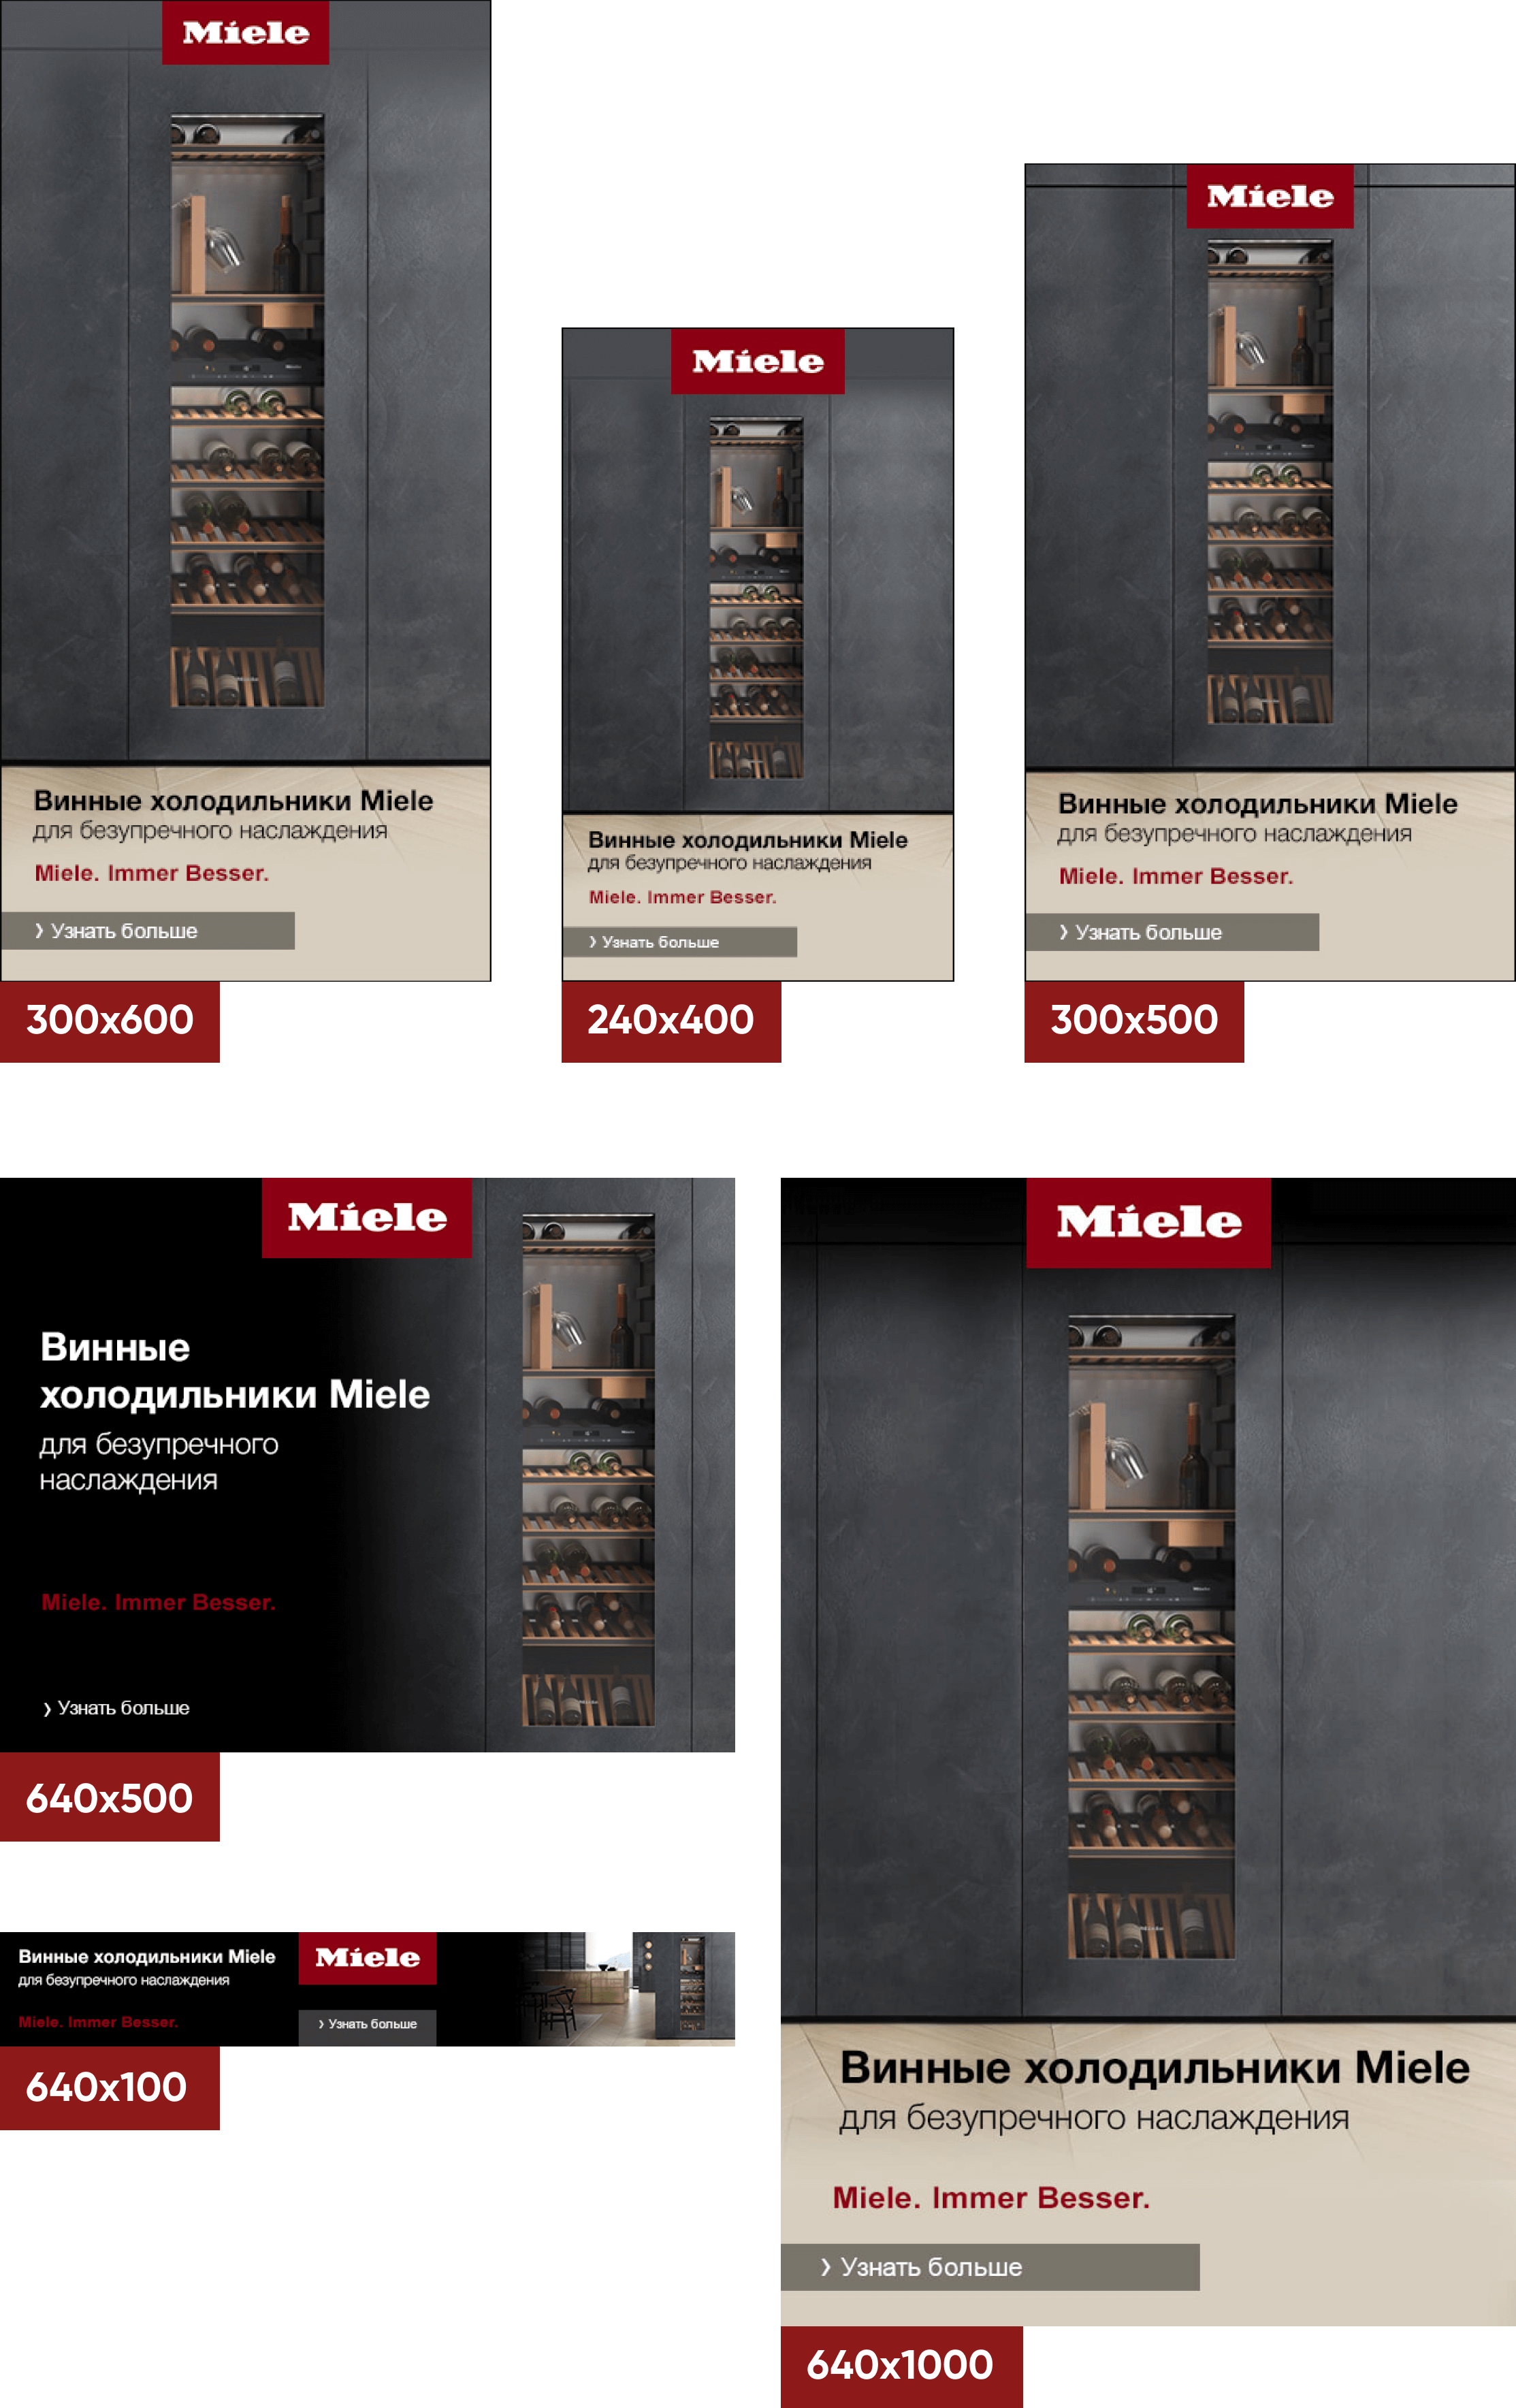 Miele
Винные холодильники Miele
для безупречного наслаждения
Miele. Immer Besser.
› Узнать больше
300x600
Miele
Винные холодильники Miele
для безупречного наслаждения
Miele. Immer Besser.
› Узнать больше
240x400
Miele
Винные холодильники Miele
для безупречного наслаждения
Miele. Immer Besser.
› Узнать больше
300x500
Miele
Винные
холодильники Miele
для безупречного
наслаждения
Miele. Immer Besser.
› Узнать больше
640x500
Винные холодильники Miele
для безупречного наслаждения
Miele. Immer Besser.
Miele
› Узнать больше
640x100
Miele
Винные холодильники Miele
для безупречного наслаждения
Miele. Immer Besser.
› Узнать больше
640x1000